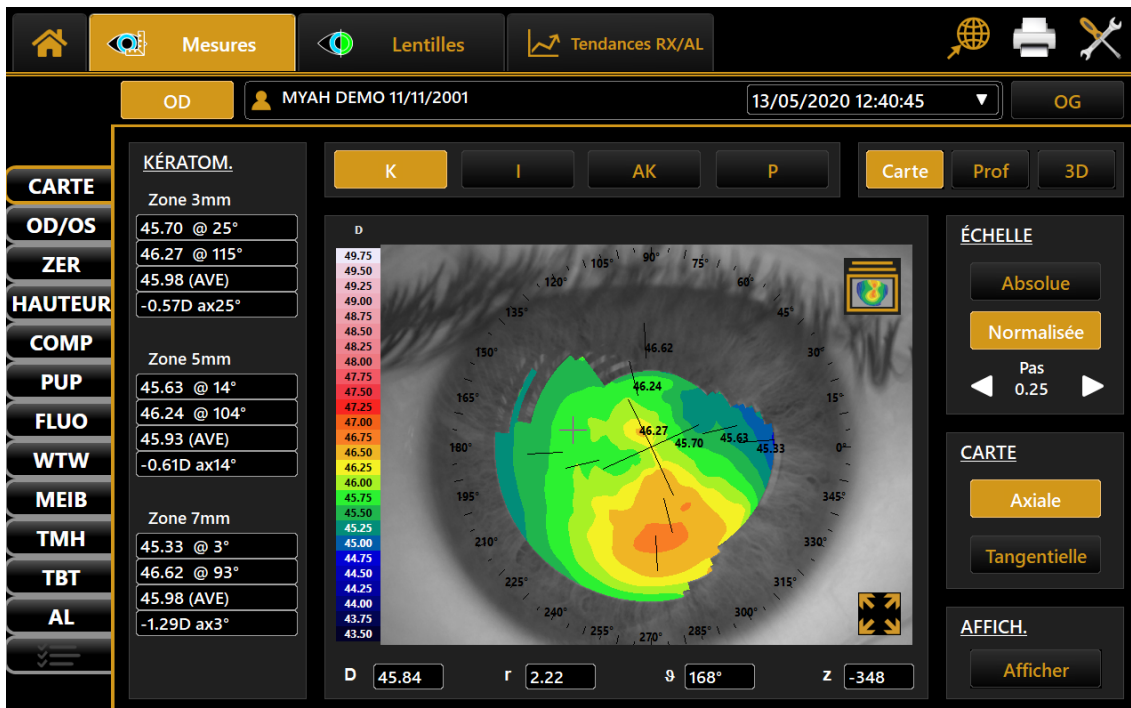 Mesures
Lentilles
Tendances RX/AL
OD
MYAH DEMO 11/11/2001
13/05/2020 12:40:45
OG
CARTE
OD/OS
ZER
HAUTEUR
COMP
PUP
FLUO
WTW
MEIB
TMH
TBT
AL
KÉRATOM.
Zone 3mm
45.70 @ 25°
46.27 @ 115°
45.98 (AVE)
-0.57D ax25°
Zone 5mm
45.63 @ 14°
46.24 @ 104°
45.93 (AVE)
-0.61D ax14°
Zone 7mm
45.33 @ 3°
46.62 @ 93°
45.98 (AVE)
-1.29D ax3°
K
I
AK
P
Carte
Prof
3D
D
49.75
49.50
49.25
49.00
48.75
48.50
48.25
48.00
47.75
47.50
47.25
47.00
46.75
46.50
46.25
46.00
45.75
45.50
45.25
45.00
44.75
44.50
44.25
44.00
43.75
43.50
90°
105°
75°
120°
60°
135°
45°
150°
30°
165°
15°
180°
0°
195°
345°
210°
330°
225°
315°
240°
300°
255°
270°
285°
46.62
46.24
46.27
45.70
45.63
45.33
D 45.84
r 2.22
ϑ 168°
z -348
ÉCHELLE
Absolue
Normalisée
Pas
0.25
CARTE
Axiale
Tangentielle
AFFICH.
Afficher